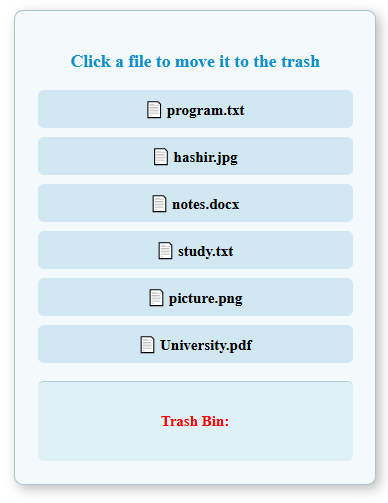 Click a file to move it to the trash
program.txt
hashir.jpg
notes.docx
study.txt
picture.png
University.pdf
Trash Bin: